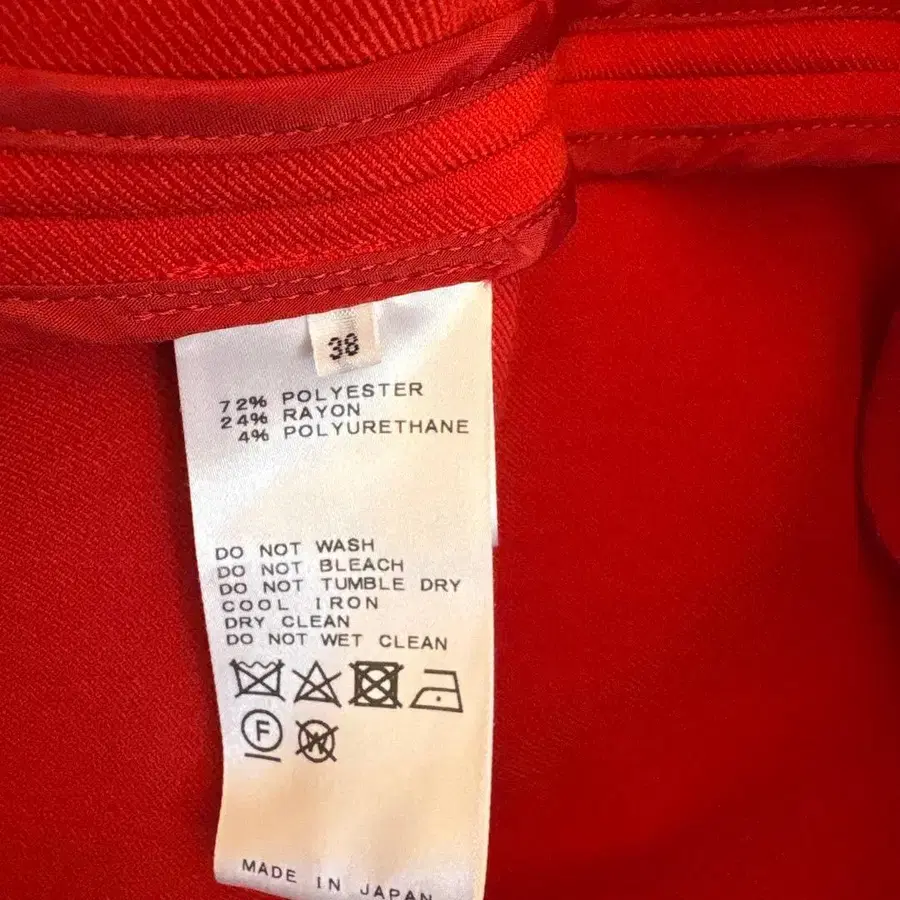 38
72% POLYESTER
24% RAYON
4% POLYURETHANE
DO NOT WASH
DO NOT BLEACH
DO NOT TUMBLE DRY
COOL IRON
DRY CLEAN
DO NOT WET CLEAN
F W
MADE IN JAPAN